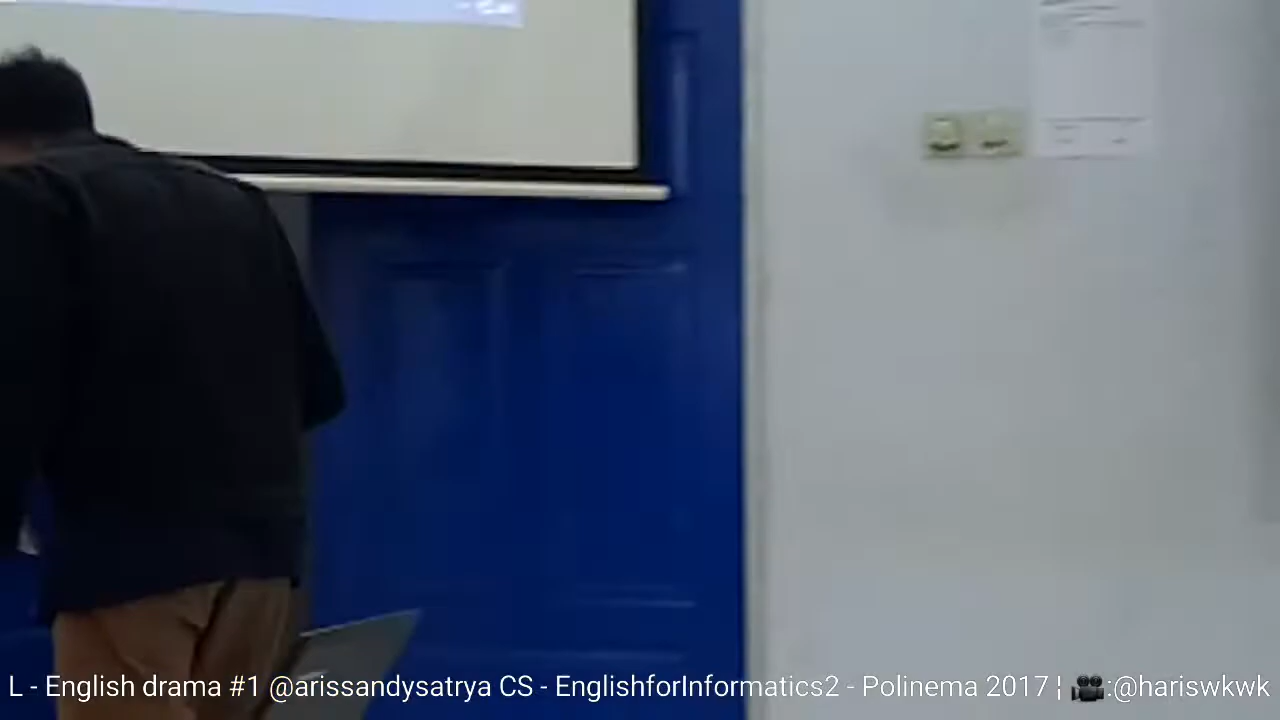 L - English drama #1 @arissandysatrya CS - EnglishforInformatics2 - Polinema 2017 ¦ 🎥:@hariswkwk